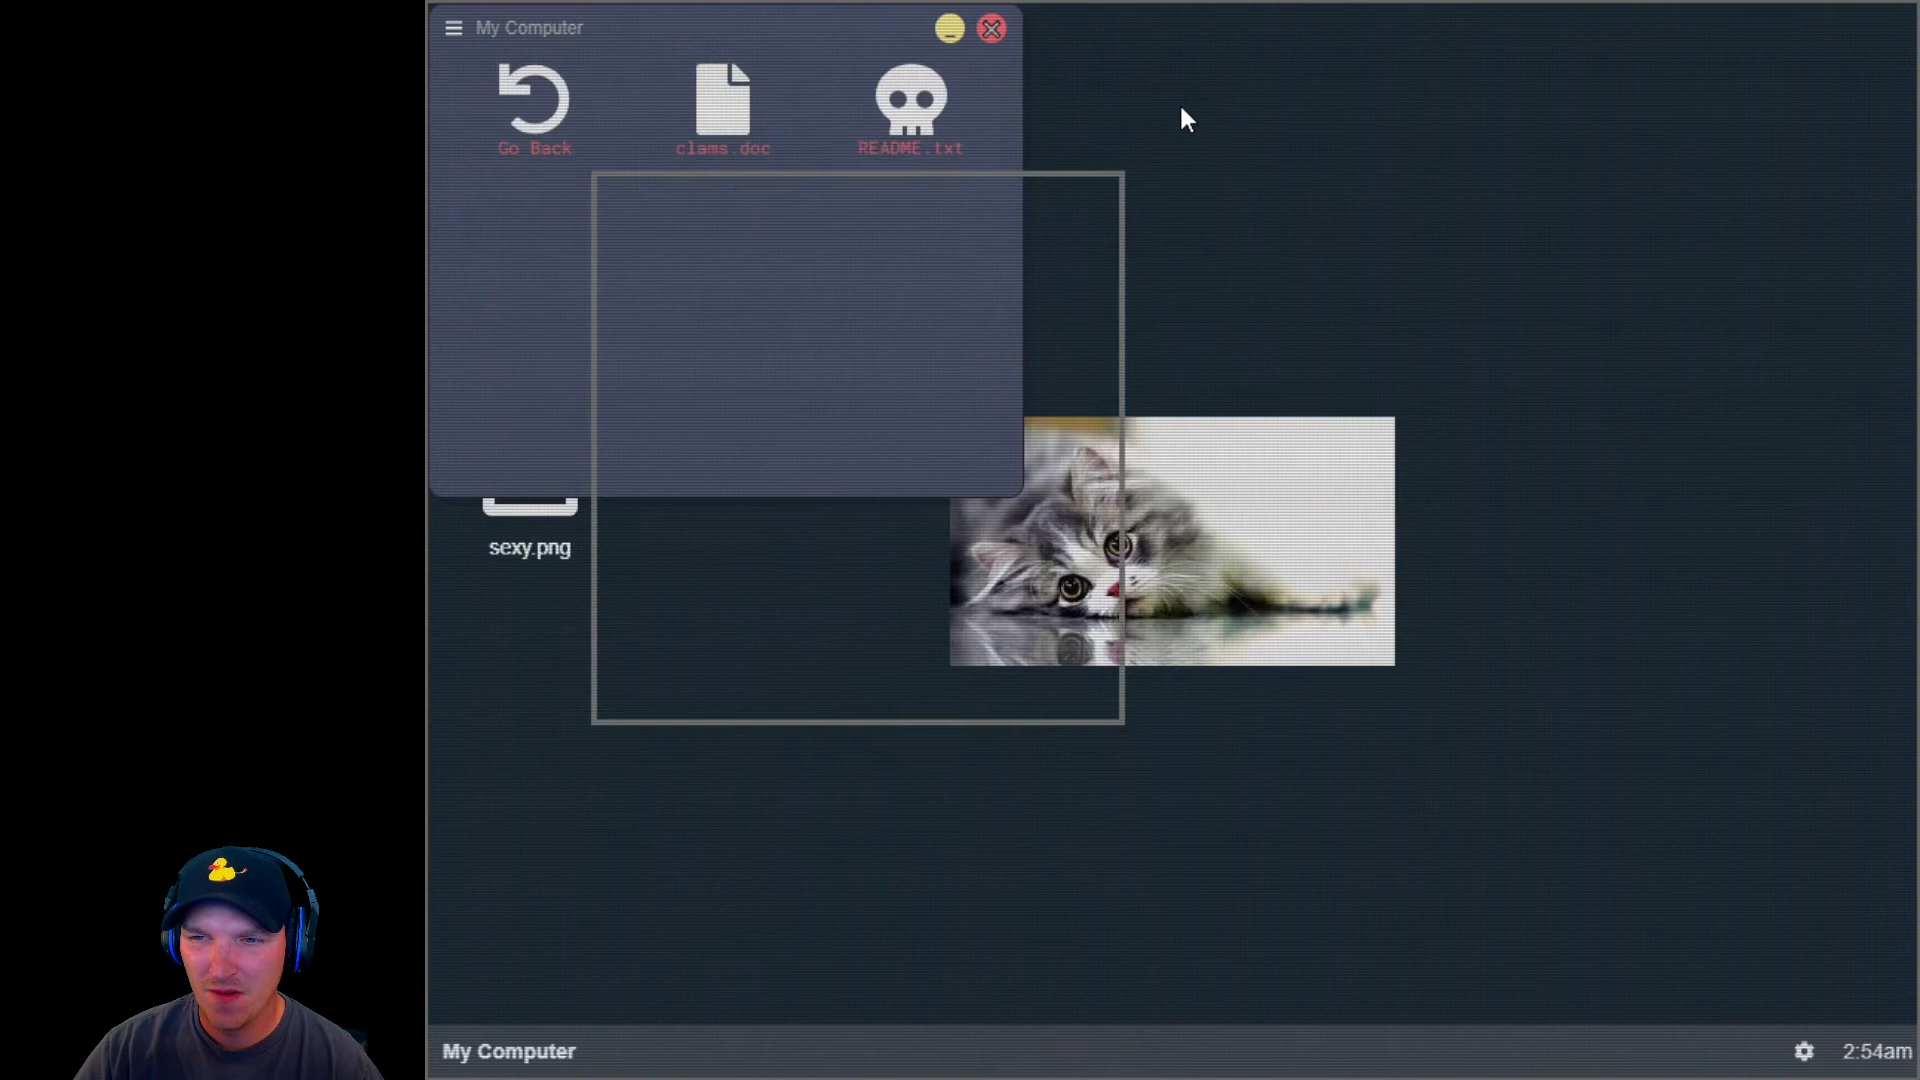 My Computer
Go Back
clams.doc
README.txt
sexy.png
My Computer
2:54am